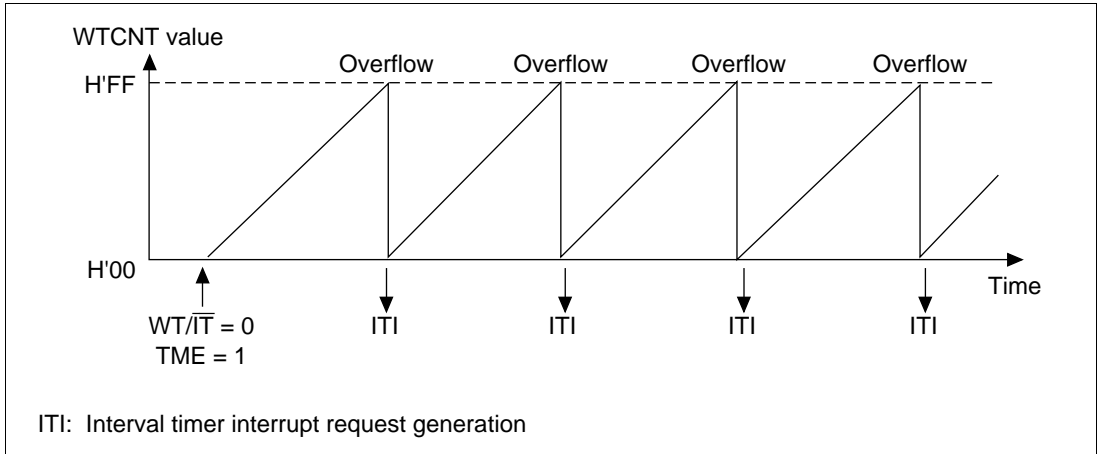 WTCNT value
Overflow Overflow Overflow Overflow
H'FF
H'00
Time
WT/I̅T̅ = 0
TME = 1
ITI ITI ITI ITI
ITI: Interval timer interrupt request generation